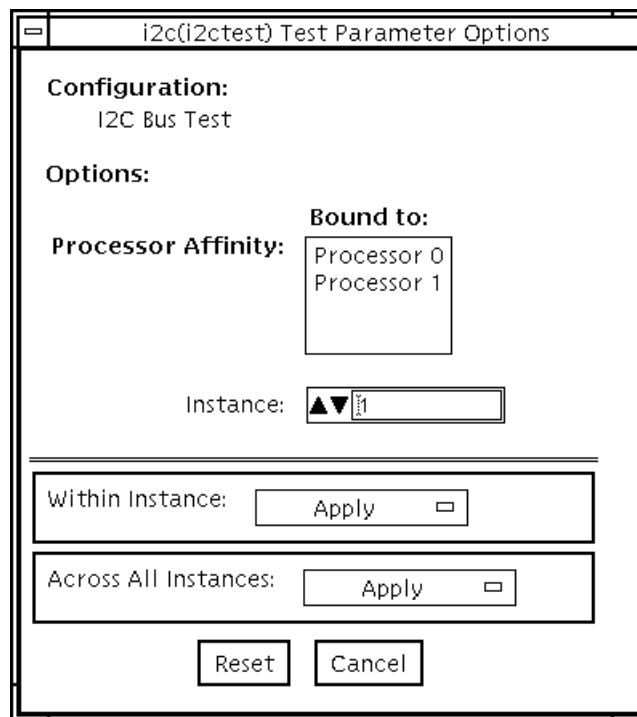 i2c(i2ctest) Test Parameter Options
Configuration:
I2C Bus Test
Options:
Bound to:
Processor Affinity:
Processor 0
Processor 1
Instance: 1
Within Instance: Apply
Across All Instances: Apply
Reset Cancel